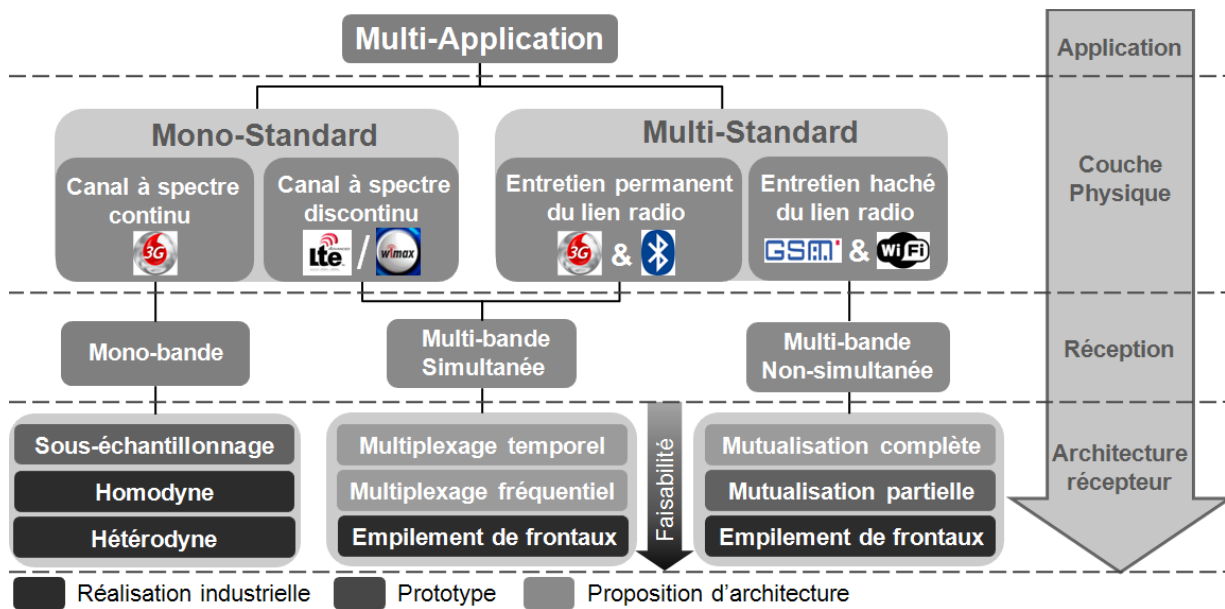 Multi-Application
Application
Mono-Standard
Multi-Standard
Canal à spectre
continu
3G
Canal à spectre
discontinu
Lte
ADVANCED
/
wimax
Entretien permanent
du lien radio
3G
&
Entretien haché
du lien radio
GSM
&
Wi Fi
Couche
Physique
Mono-bande
Multi-bande
Simultanée
Multi-bande
Non-simultanée
Réception
Sous-échantillonnage
Homodyne
Hétérodyne
Multiplexage temporel
Multiplexage fréquentiel
Empilement de frontaux
Faisabilité
Mutualisation complète
Mutualisation partielle
Empilement de frontaux
Architecture
récepteur
Réalisation industrielle
Prototype
Proposition d'architecture